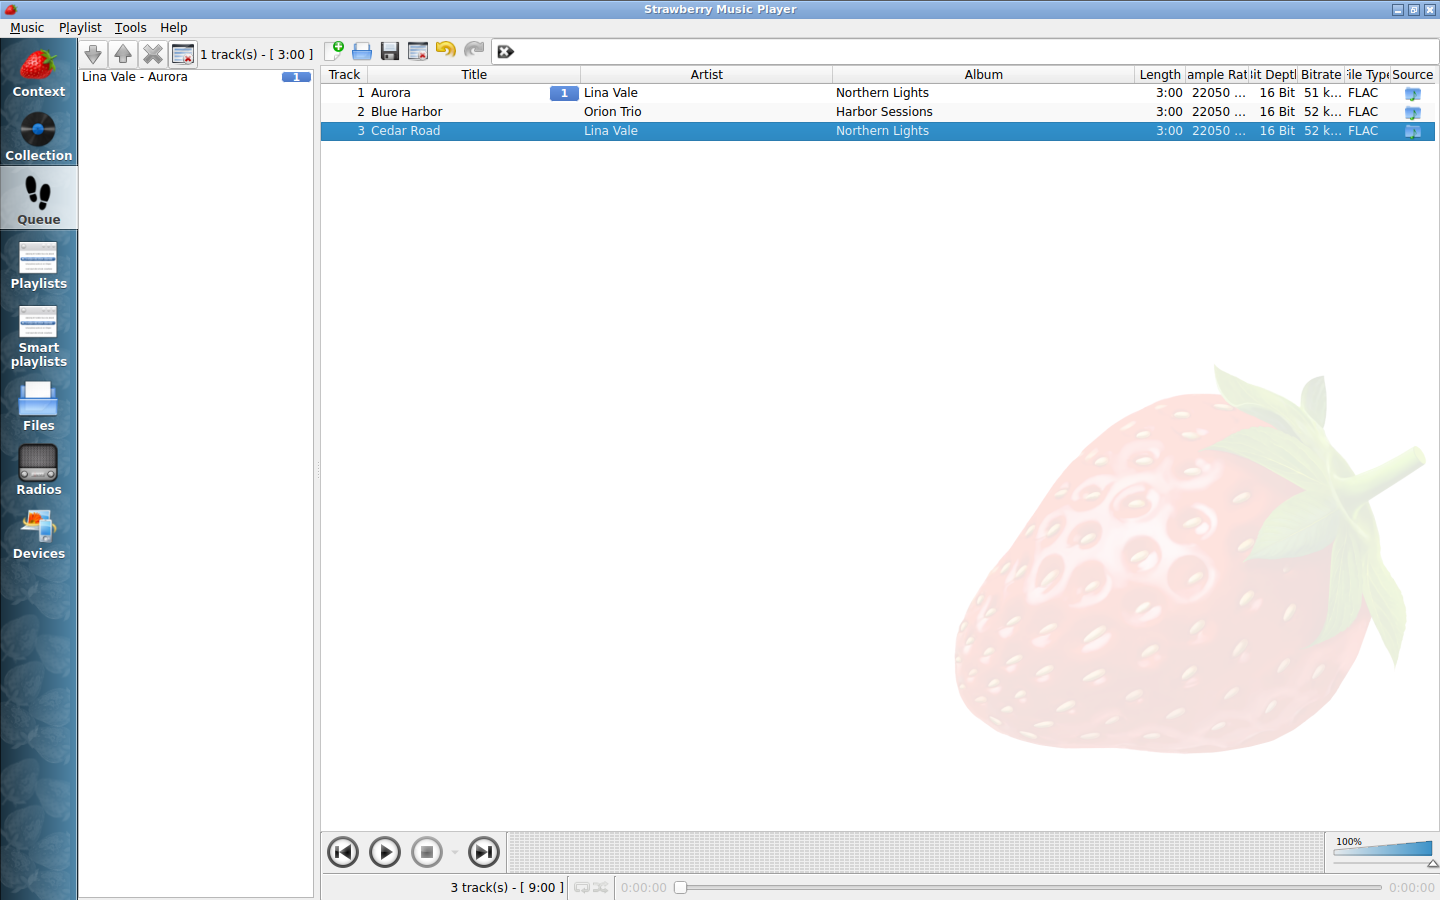 Strawberry Music Player
Music Playlist Tools Help
1 track(s) - [ 3:00 ]
Context
Collection
Queue
Playlists
Smart
playlists
Files
Radios
Devices
Lina Vale - Aurora 1
Track Title Artist Album Length ample Rat it Dept Bitrate ile Type Source
1 Aurora 1 Lina Vale Northern Lights 3:00 22050 ... 16 Bit 51 k... FLAC
2 Blue Harbor Orion Trio Harbor Sessions 3:00 22050 ... 16 Bit 52 k... FLAC
3 Cedar Road Lina Vale Northern Lights 3:00 22050 ... 16 Bit 52 k... FLAC
100%
3 track(s) - [ 9:00 ] 0:00:00 0:00:00